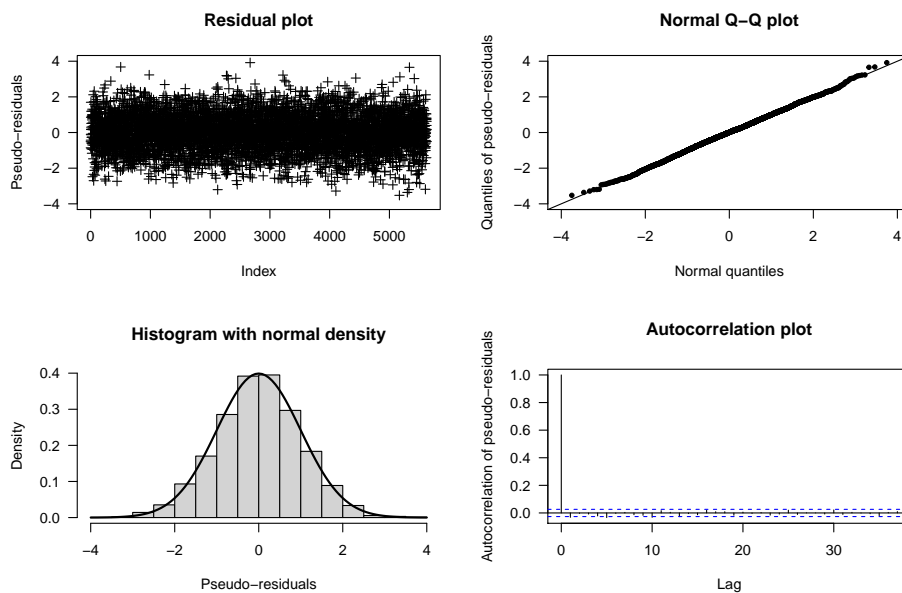 Residual plot
Pseudo−residuals
4
2
0
−2
−4
0 1000 2000 3000 4000 5000
Index
Normal Q−Q plot
Quantiles of pseudo−residuals
4
2
0
−2
−4
−4 −2 0 2 4
Normal quantiles
Histogram with normal density
Density
0.4
0.3
0.2
0.1
0.0
−4 −2 0 2 4
Pseudo−residuals
Autocorrelation plot
Autocorrelation of pseudo−residuals
1.0
0.8
0.6
0.4
0.2
0.0
0 10 20 30
Lag